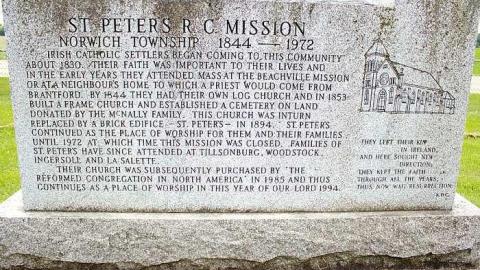 ST. PETERS R.C. MISSION
NORWICH TOWNSHIP 1844 — 1972
IRISH CATHOLIC SETTLERS BEGAN COMING TO THIS COMMUNITY
ABOUT 1830. THEIR FAITH WAS IMPORTANT TO THEIR LIVES AND
IN THE EARLY YEARS THEY ATTENDED MASS AT THE BEACHVILLE MISSION
OR AT A NEIGHBOURS HOME TO WHICH A PRIEST WOULD COME FROM
BRANTFORD. BY 1844 THEY HAD THEIR OWN LOG CHURCH AND IN 1853
BUILT A FRAME CHURCH AND ESTABLISHED A CEMETERY ON LAND
DONATED BY THE McNALLY FAMILY. THIS CHURCH WAS INTURN
REPLACED BY A BRICK EDIFICE – ST. PETERS – IN 1894. ST. PETERS
CONTINUED AS THE PLACE OF WORSHIP FOR THEM AND THEIR FAMILIES
UNTIL 1972 AT WHICH TIME THIS MISSION WAS CLOSED. FAMILIES OF
ST. PETERS HAVE SINCE ATTENDED AT TILLSONBURG, WOODSTOCK,
INGERSOLL AND LA SALETTE.
THEIR CHURCH WAS SUBSEQUENTLY PURCHASED BY "THE
REFORMED CONGREGATION IN NORTH AMERICA" IN 1985 AND THUS
CONTINUES AS A PLACE OF WORSHIP IN THIS YEAR OF OUR LORD 1994.
THEY LEFT THEIR KIN
IN IRELAND,
AND HERE SOUGHT NEW
DIRECTION;
THEY KEPT THE FAITH
THROUGH ALL THE YEARS;
THUS NOW WAIT RESURRECTION